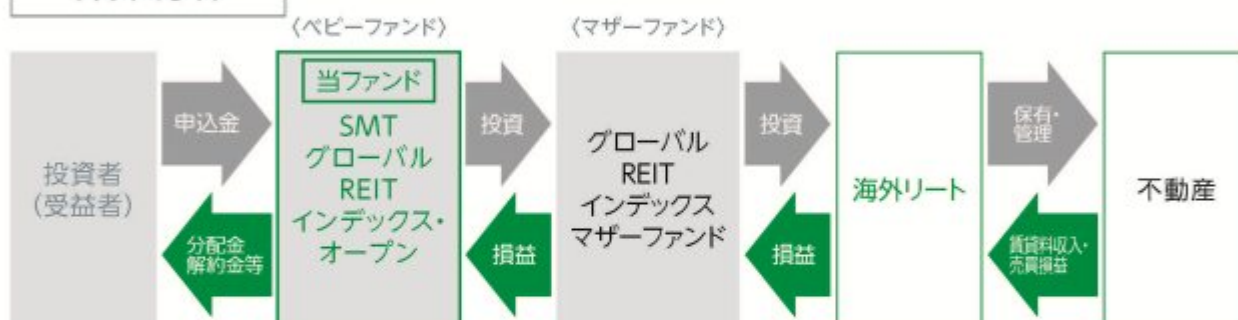 〈ベビーファンド〉
〈マザーファンド〉
投資者
(受益者)
申込金
分配金
解約金等
当ファンド
SMT
グローバル
REIT
インデックス・
オープン
投資
損益
グローバル
REIT
インデックス
マザーファンド
投資
損益
海外リート
保有・
管理
賃貸料収入・
売買損益
不動産